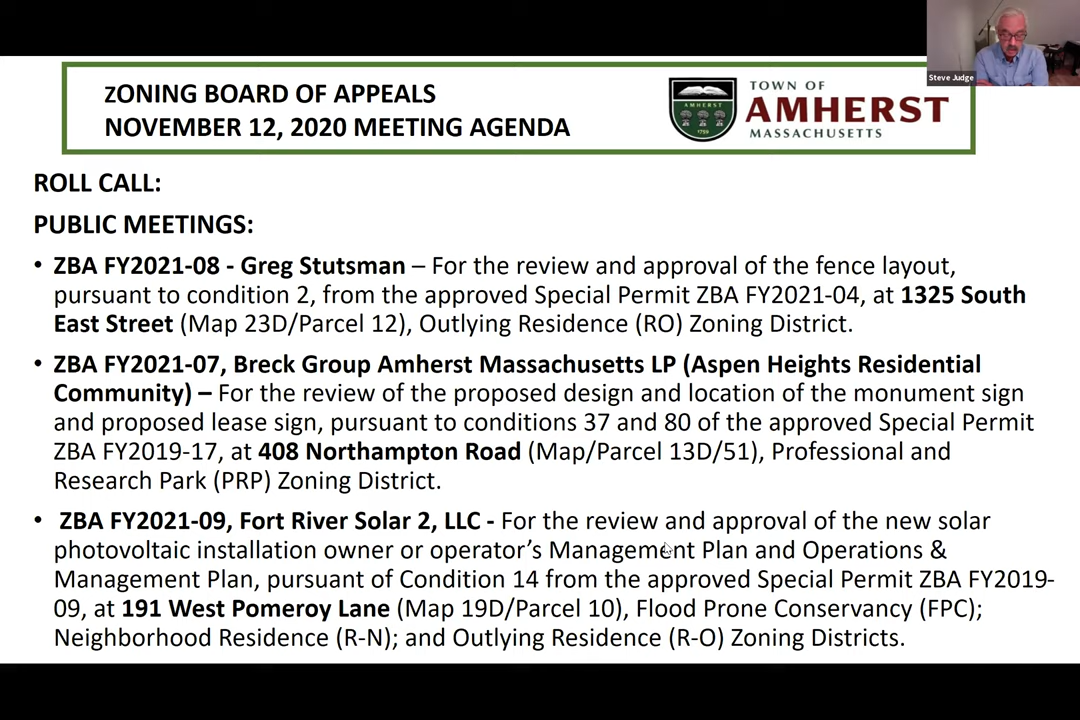 Steve Judge
ZONING BOARD OF APPEALS
NOVEMBER 12, 2020 MEETING AGENDA
AMHERST
1759
TOWN OF
AMHERST
MASSACHUSETTS
ROLL CALL:
PUBLIC MEETINGS:
• ZBA FY2021-08 - Greg Stutsman – For the review and approval of the fence layout,
pursuant to condition 2, from the approved Special Permit ZBA FY2021-04, at 1325 South
East Street (Map 23D/Parcel 12), Outlying Residence (RO) Zoning District.
• ZBA FY2021-07, Breck Group Amherst Massachusetts LP (Aspen Heights Residential
Community) – For the review of the proposed design and location of the monument sign
and proposed lease sign, pursuant to conditions 37 and 80 of the approved Special Permit
ZBA FY2019-17, at 408 Northampton Road (Map/Parcel 13D/51), Professional and
Research Park (PRP) Zoning District.
• ZBA FY2021-09, Fort River Solar 2, LLC - For the review and approval of the new solar
photovoltaic installation owner or operator’s Management Plan and Operations &
Management Plan, pursuant of Condition 14 from the approved Special Permit ZBA FY2019-
09, at 191 West Pomeroy Lane (Map 19D/Parcel 10), Flood Prone Conservancy (FPC);
Neighborhood Residence (R-N); and Outlying Residence (R-O) Zoning Districts.